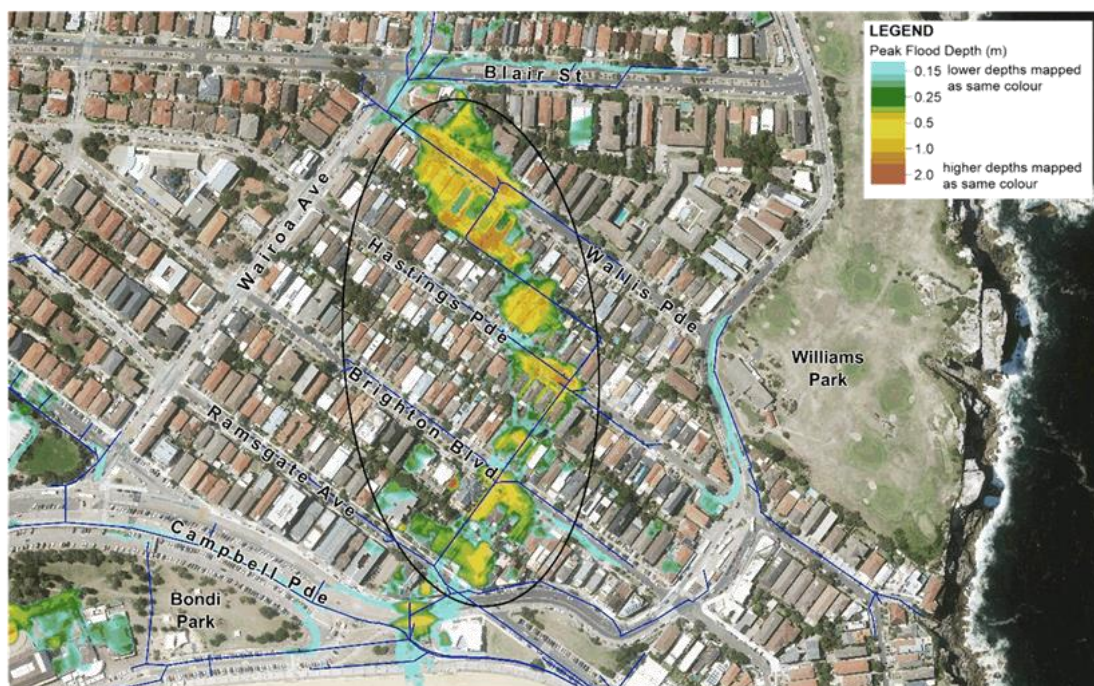 LEGEND
Peak Flood Depth (m)
0.15 lower depths mapped
as same colour
0.25
0.5
1.0
2.0 higher depths mapped
as same colour
Blair St
Wairoa Ave
Hastings Pde
Wallis Pde
Williams
Park
Brighton Blvd
Ramsgate Ave
Campbell Pde
Bondi
Park